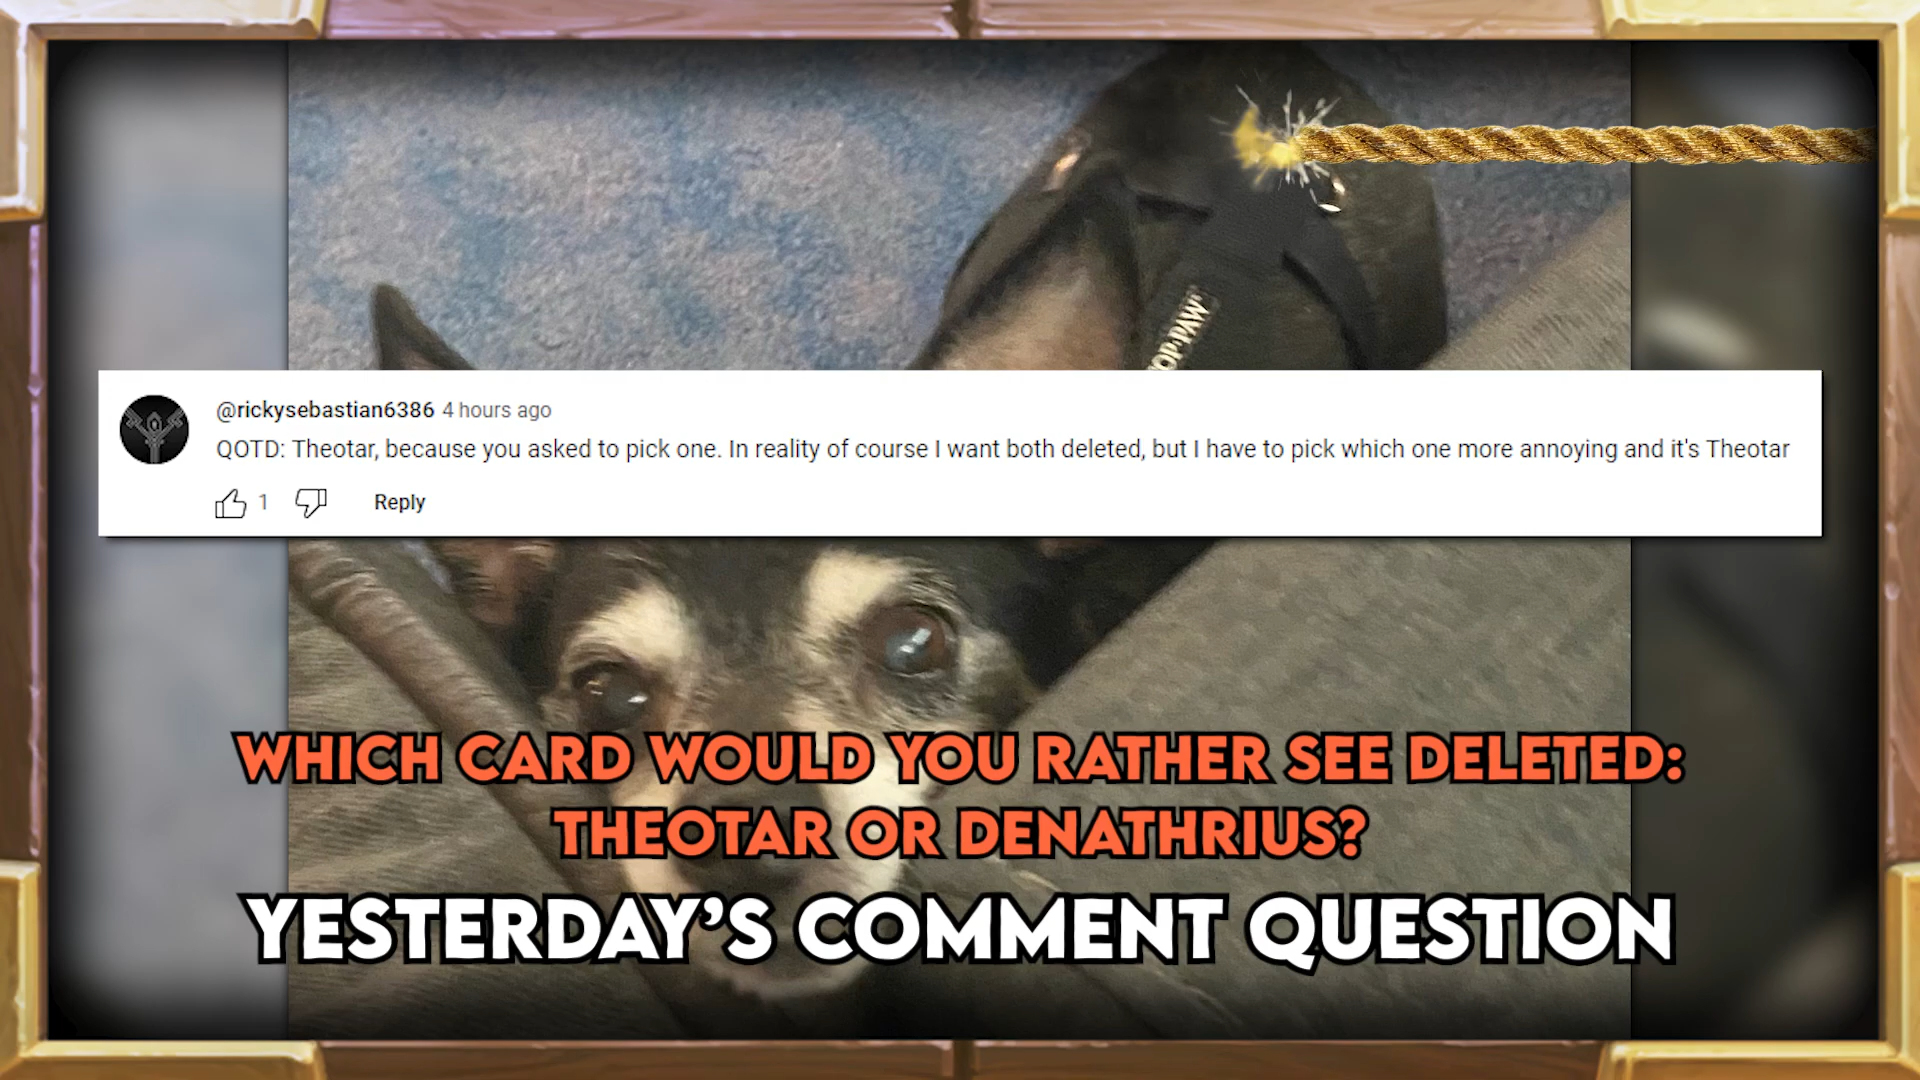 @rickysebastian6386 4 hours ago
QOTD: Theotar, because you asked to pick one. In reality of course I want both deleted, but I have to pick which one more annoying and it's Theotar
1 Reply
WHICH CARD WOULD YOU RATHER SEE DELETED:
THEOTAR OR DENATHRIUS?
YESTERDAY'S COMMENT QUESTION